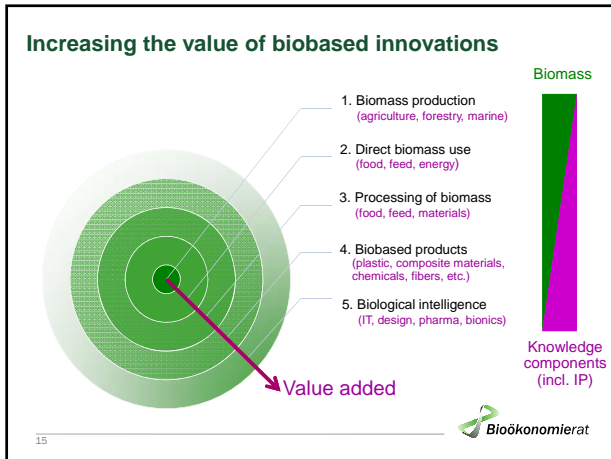 Increasing the value of biobased innovations
Biomass
1. Biomass production
(agriculture, forestry, marine)
2. Direct biomass use
(food, feed, energy)
3. Processing of biomass
(food, feed, materials)
4. Biobased products
(plastic, composite materials,
chemicals, fibers, etc.)
5. Biological intelligence
(IT, design, pharma, bionics)
Knowledge
components
(incl. IP)
Value added
Bioökonomierat
15